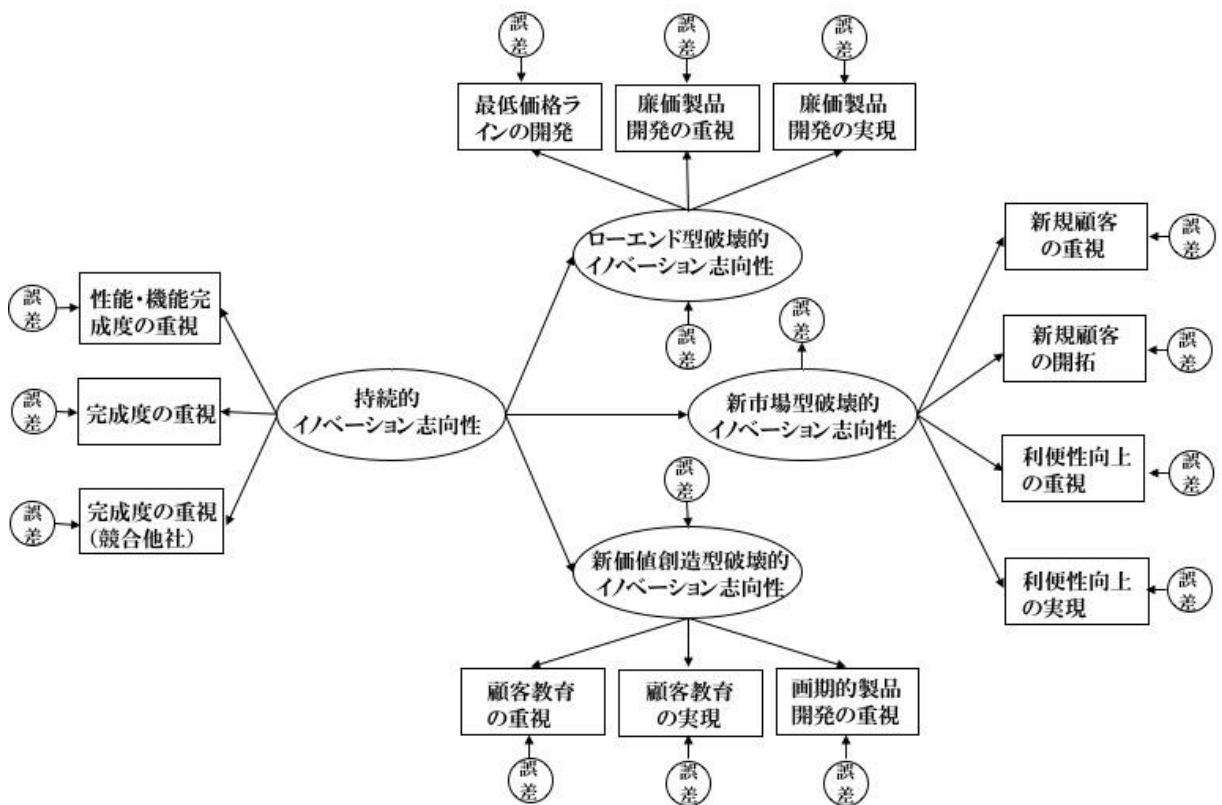 誤
差
誤
差
誤
差
最低価格ラ
インの開発
廉価製品
開発の重視
廉価製品
開発の実現
ローエンド型破壊的
イノベーション志向性
新規顧客
の重視
誤
差
誤
差
性能・機能完
成度の重視
誤
差
誤
差
新規顧客
の開拓
誤
差
誤
差
完成度の重視
持続的
イノベーション志向性
新市場型破壊的
イノベーション志向性
利便性向上
の重視
誤
差
誤
差
誤
差
完成度の重視
(競合他社)
新価値創造型破壊的
イノベーション志向性
利便性向上
の実現
誤
差
顧客教育
の重視
顧客教育
の実現
画期的製品
開発の重視
誤
差
誤
差
誤
差